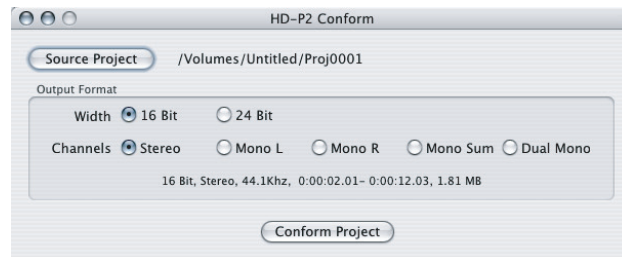 HD-P2 Conform
Source Project /Volumes/Untitled/Proj0001
Output Format
Width 16 Bit 24 Bit
Channels Stereo Mono L Mono R Mono Sum Dual Mono
16 Bit, Stereo, 44.1Khz, 0:00:02.01– 0:00:12.03, 1.81 MB
Conform Project